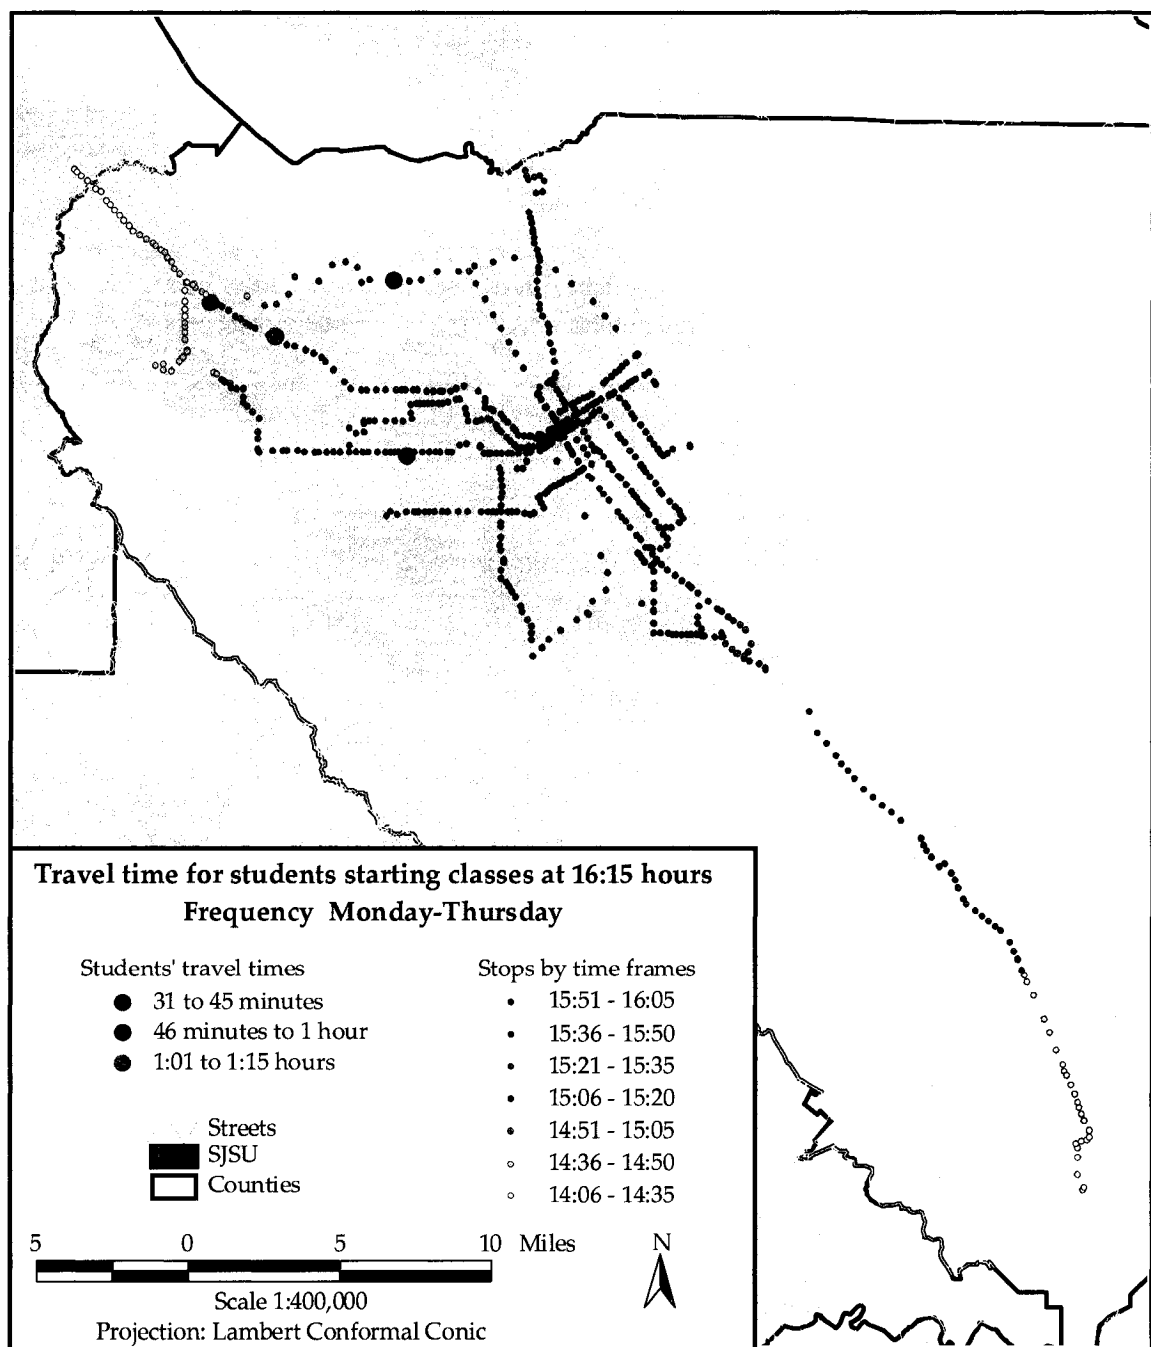 Travel time for students starting classes at 16:15 hours
Frequency Monday-Thursday
Students' travel times
31 to 45 minutes
46 minutes to 1 hour
1:01 to 1:15 hours
Streets
SJSU
Counties
Stops by time frames
15:51 - 16:05
15:36 - 15:50
15:21 - 15:35
15:06 - 15:20
14:51 - 15:05
14:36 - 14:50
14:06 - 14:35
5 0 5 10 Miles
N
Scale 1:400,000
Projection: Lambert Conformal Conic